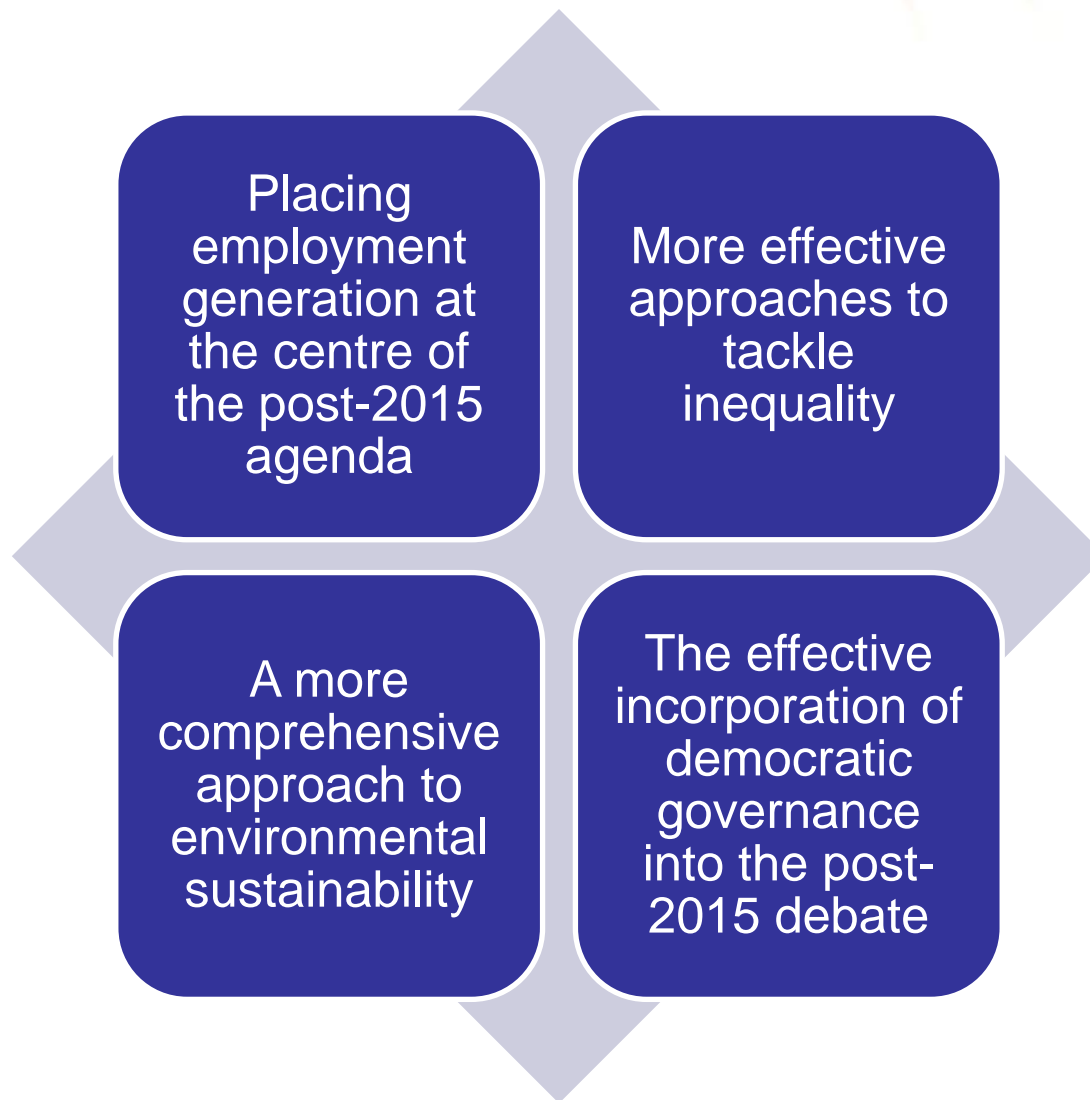 Placing
employment
generation at
the centre of
the post-2015
agenda
More effective
approaches to
tackle
inequality
A more
comprehensive
approach to
environmental
sustainability
The effective
incorporation of
democratic
governance
into the post-
2015 debate